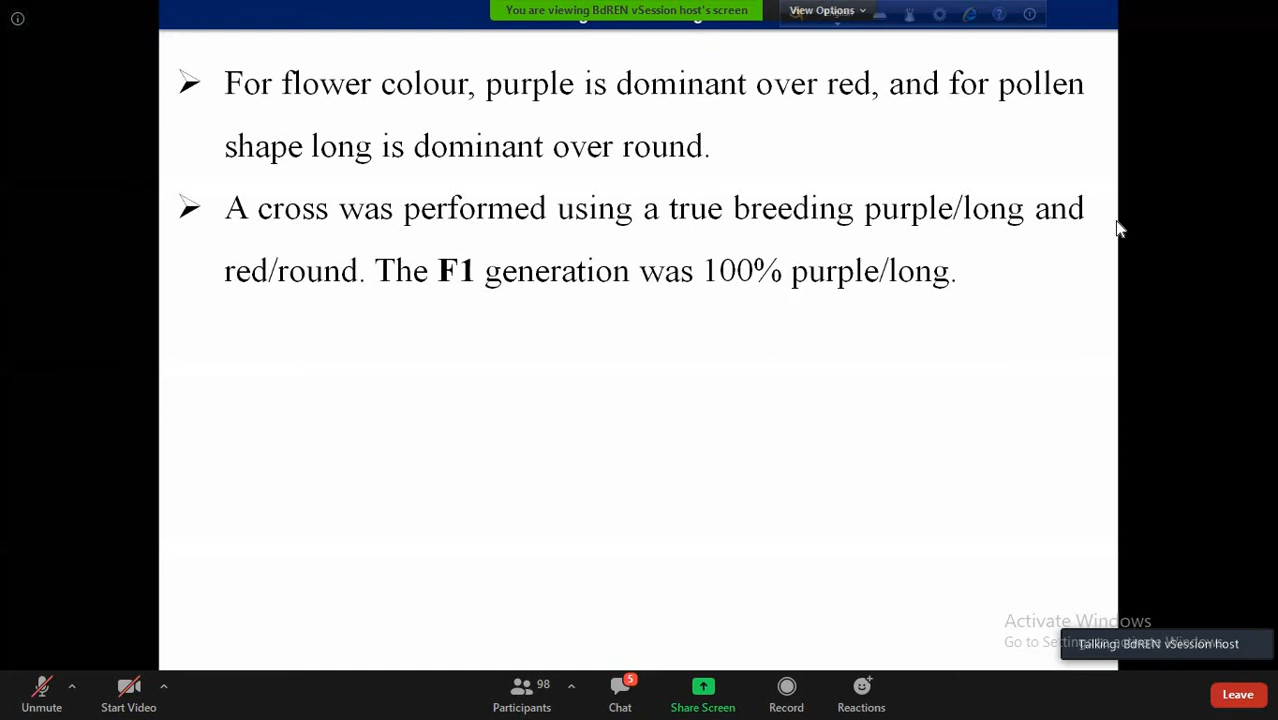 You are viewing BdREN vSession host's screen
View Options
For flower colour, purple is dominant over red, and for pollen
shape long is dominant over round.
A cross was performed using a true breeding purple/long and
red/round. The F1 generation was 100% purple/long.
Activate Windows
Go to Settings to activate Windows.
Talking: BdREN vSession host
Unmute
Start Video
98
Participants
5
Chat
Share Screen
Record
Reactions
Leave